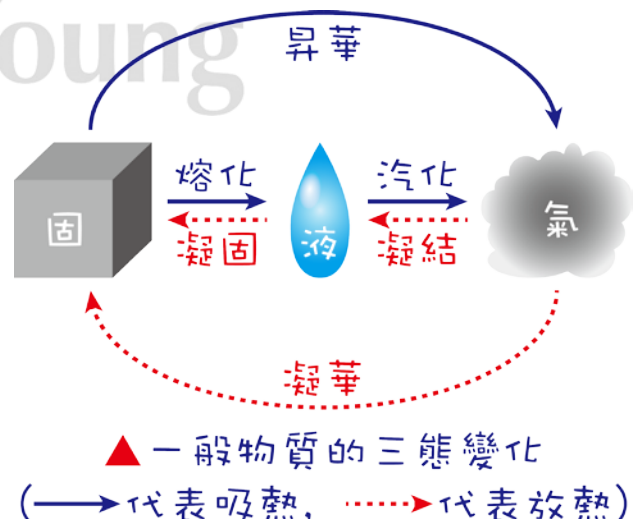 oung
昇華
熔化
汽化
固
液
氣
凝固
凝結
凝華
▲一般物質的三態變化
(→代表吸熱，⇢代表放熱)